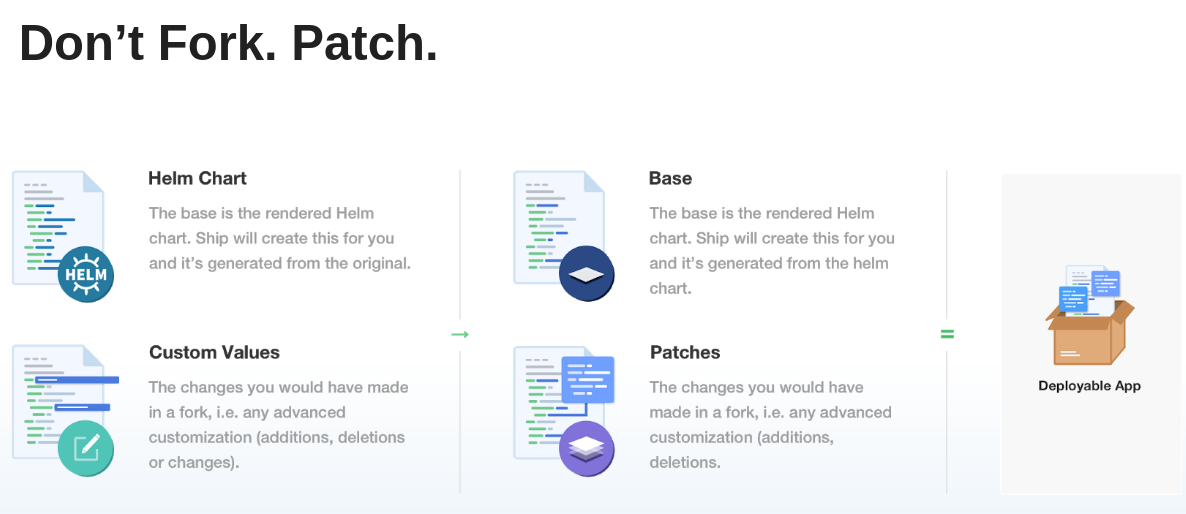 Don’t Fork. Patch.
Helm Chart
The base is the rendered Helm
chart. Ship will create this for you
and it’s generated from the original.
HELM
Custom Values
The changes you would have made
in a fork, i.e. any advanced
customization (additions, deletions
or changes).
→
Base
The base is the rendered Helm
chart. Ship will create this for you
and it’s generated from the helm
chart.
Patches
The changes you would have
made in a fork, i.e. any advanced
customization (additions,
deletions.
=
Deployable App